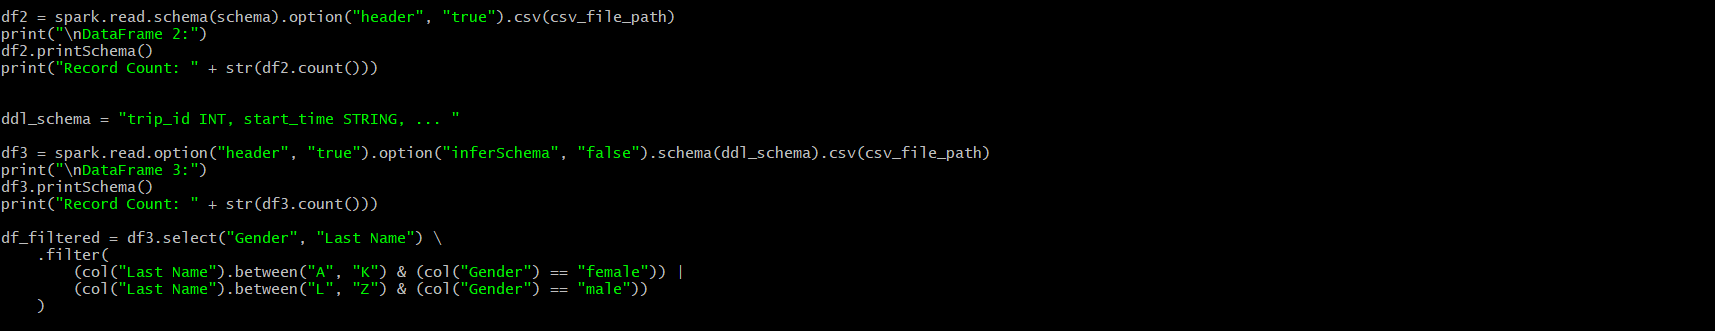 df2 = spark.read.schema(schema).option("header", "true").csv(csv_file_path)
print("\nDataFrame 2:")
df2.printSchema()
print("Record Count: " + str(df2.count()))
ddl_schema = "trip_id INT, start_time STRING, ... "
df3 = spark.read.option("header", "true").option("inferSchema", "false").schema(ddl_schema).csv(csv_file_path)
print("\nDataFrame 3:")
df3.printSchema()
print("Record Count: " + str(df3.count()))
df_filtered = df3.select("Gender", "Last Name") \
    .filter(
        (col("Last Name").between("A", "K") & (col("Gender") == "female")) |
        (col("Last Name").between("L", "Z") & (col("Gender") == "male"))
    )